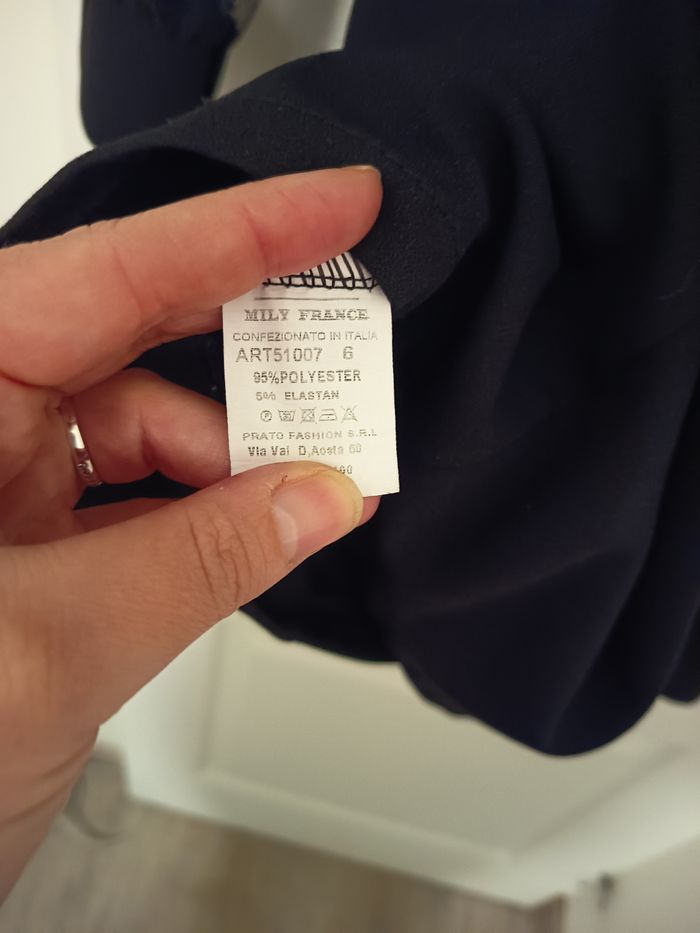 MILY FRANCE
CONFEZIONATO IN ITALIA
ART51007 6
95%POLYESTER
5% ELASTAN
PRATO FASHION S.R.L
Via Val D,Aosta 60